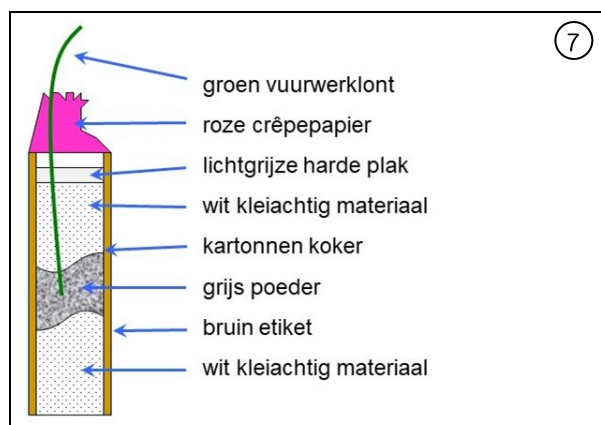 7
groen vuurwerklont
roze crêpepapier
lichtgrijze harde plak
wit kleiachtig materiaal
kartonnen koker
grijs poeder
bruin etiket
wit kleiachtig materiaal